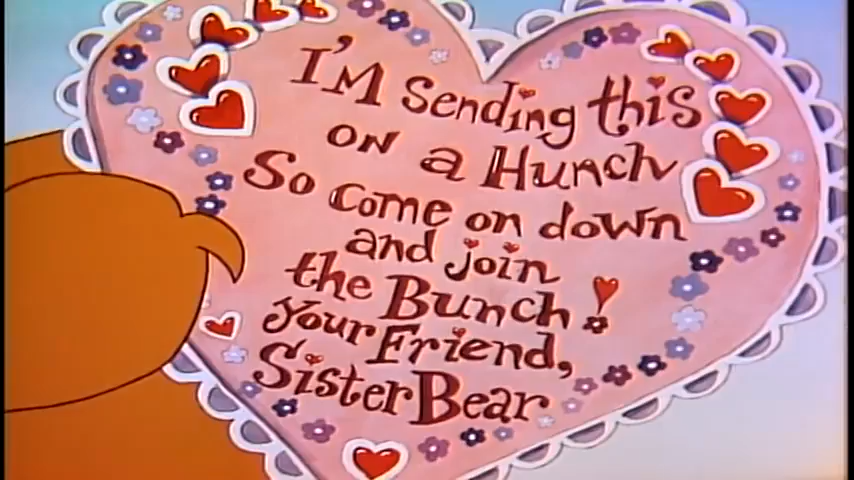 I'M Sending this
on a Hunch
So come on down
and join
the Bunch!
your Friend,
Sister Bear